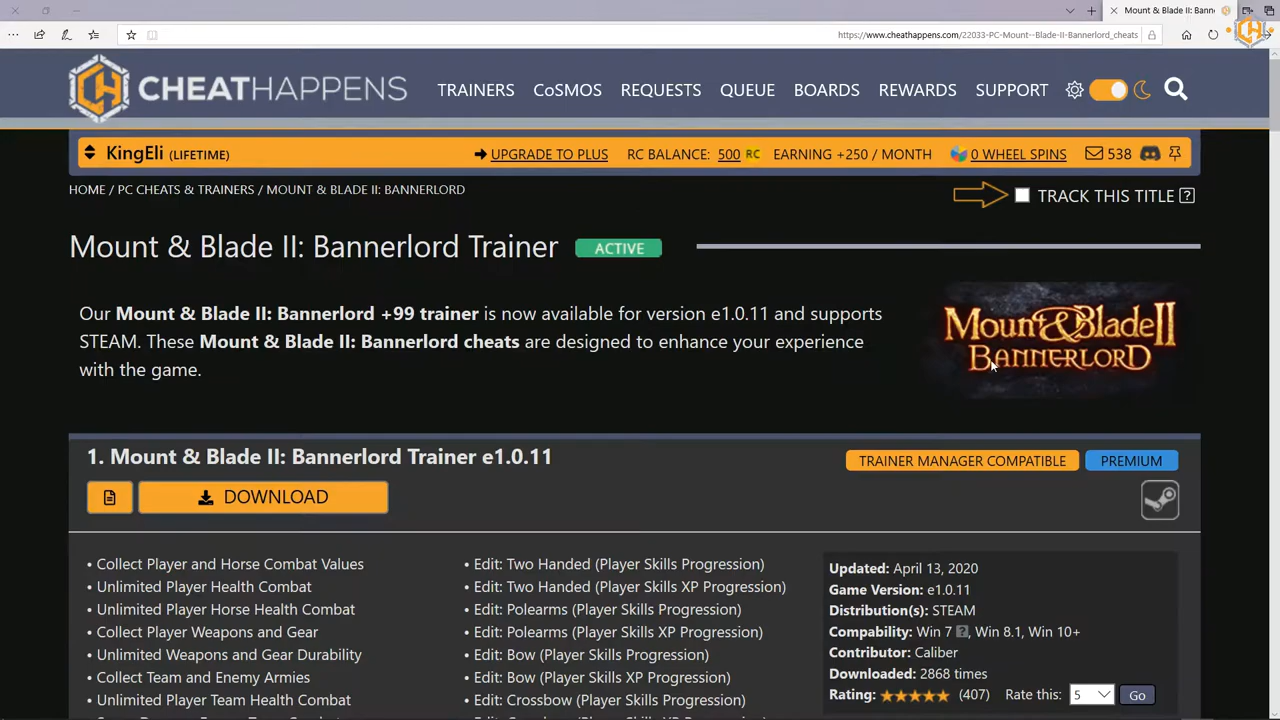 Mount & Blade II: Bann
https://www.cheathappens.com/22033-PC-Mount--Blade-II-Bannerlord_cheats
CHEATHAPPENS
TRAINERS CoSMOS REQUESTS QUEUE BOARDS REWARDS SUPPORT
KingEli (LIFETIME) UPGRADE TO PLUS RC BALANCE: 500 RC EARNING +250 / MONTH 0 WHEEL SPINS 538
HOME / PC CHEATS & TRAINERS / MOUNT & BLADE II: BANNERLORD
TRACK THIS TITLE ?
Mount & Blade II: Bannerlord Trainer ACTIVE
Our Mount & Blade II: Bannerlord +99 trainer is now available for version e1.0.11 and supports
STEAM. These Mount & Blade II: Bannerlord cheats are designed to enhance your experience
with the game.
Mount & Blade II
BANNERLORD
1. Mount & Blade II: Bannerlord Trainer e1.0.11
TRAINER MANAGER COMPATIBLE PREMIUM
DOWNLOAD
• Collect Player and Horse Combat Values
• Unlimited Player Health Combat
• Unlimited Player Horse Health Combat
• Collect Player Weapons and Gear
• Unlimited Weapons and Gear Durability
• Collect Team and Enemy Armies
• Unlimited Player Team Health Combat
• Edit: Two Handed (Player Skills Progression)
• Edit: Two Handed (Player Skills XP Progression)
• Edit: Polearms (Player Skills Progression)
• Edit: Polearms (Player Skills XP Progression)
• Edit: Bow (Player Skills Progression)
• Edit: Bow (Player Skills XP Progression)
• Edit: Crossbow (Player Skills Progression)
Updated: April 13, 2020
Game Version: e1.0.11
Distribution(s): STEAM
Compability: Win 7 ?, Win 8.1, Win 10+
Contributor: Caliber
Downloaded: 2868 times
Rating: ★★★★★ (407) Rate this: 5 Go